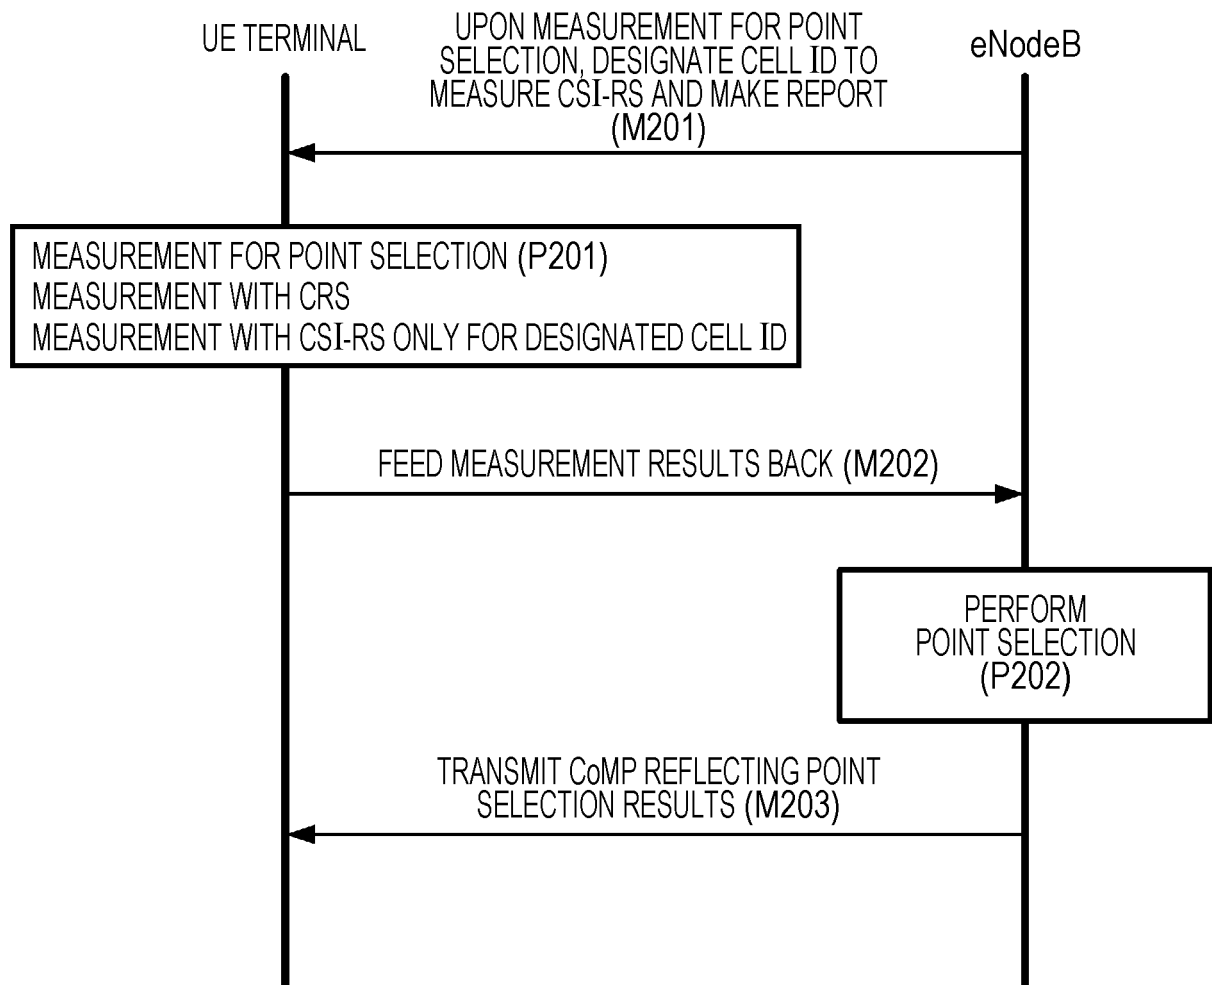 UE TERMINAL
UPON MEASUREMENT FOR POINT
SELECTION, DESIGNATE CELL ID TO
MEASURE CSI-RS AND MAKE REPORT
(M201)
eNodeB
MEASUREMENT FOR POINT SELECTION (P201)
MEASUREMENT WITH CRS
MEASUREMENT WITH CSI-RS ONLY FOR DESIGNATED CELL ID
FEED MEASUREMENT RESULTS BACK (M202)
PERFORM
POINT SELECTION
(P202)
TRANSMIT CoMP REFLECTING POINT
SELECTION RESULTS (M203)